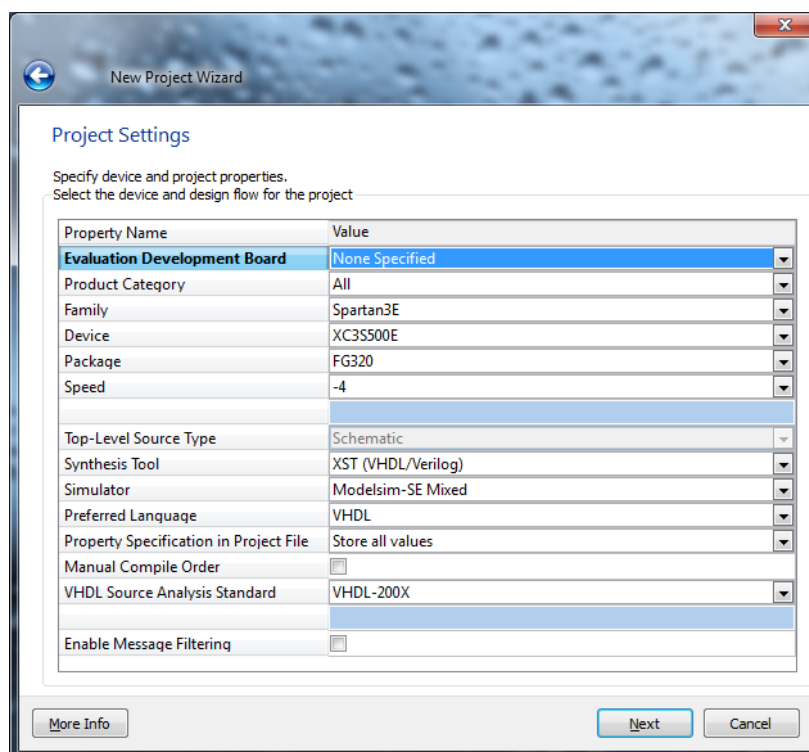 New Project Wizard
Project Settings
Specify device and project properties.
Select the device and design flow for the project
Property Name Value
Evaluation Development Board None Specified
Product Category All
Family Spartan3E
Device XC3S500E
Package FG320
Speed -4
Top-Level Source Type Schematic
Synthesis Tool XST (VHDL/Verilog)
Simulator Modelsim-SE Mixed
Preferred Language VHDL
Property Specification in Project File Store all values
Manual Compile Order
VHDL Source Analysis Standard VHDL-200X
Enable Message Filtering
More Info Next Cancel